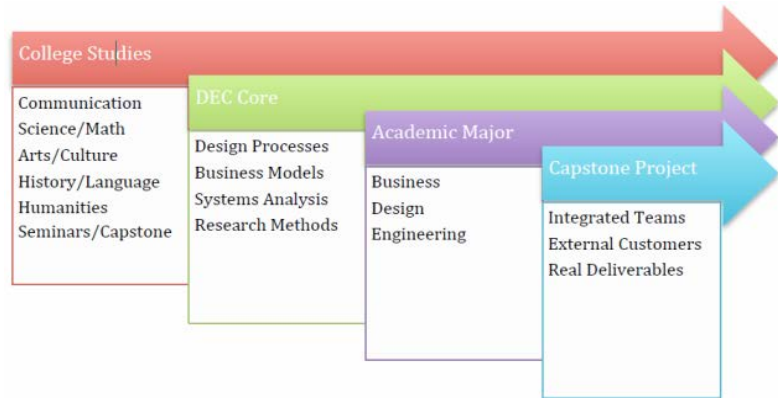 College Studies
Communication
Science/Math
Arts/Culture
History/Language
Humanities
Seminars/Capstone
DEC Core
Design Processes
Business Models
Systems Analysis
Research Methods
Academic Major
Business
Design
Engineering
Capstone Project
Integrated Teams
External Customers
Real Deliverables